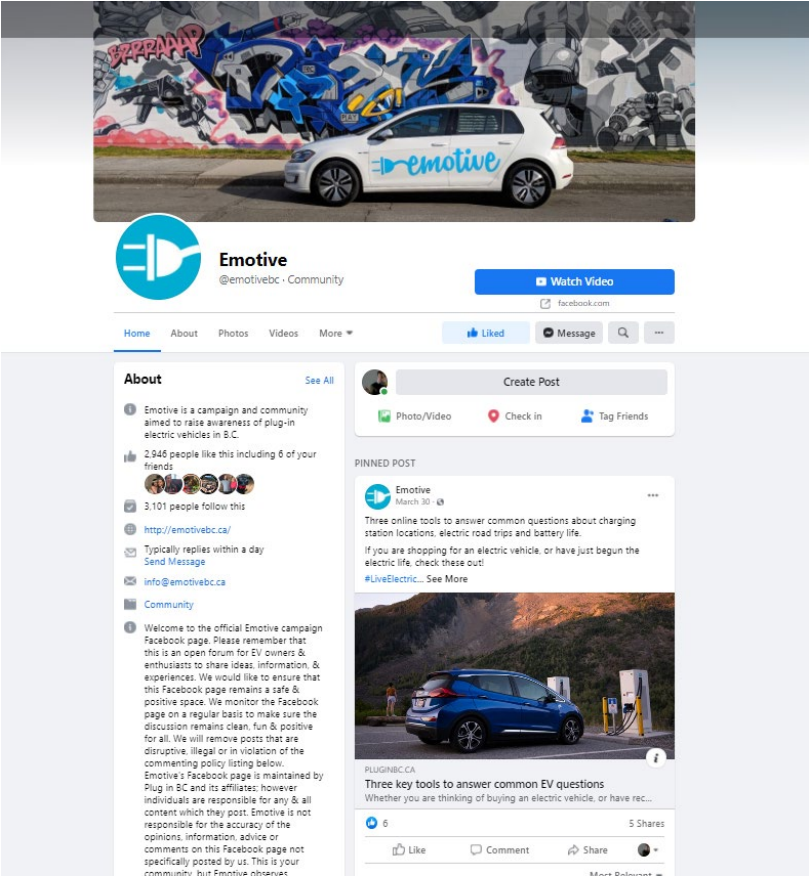 BRRRAAAP
PLAY
emotive
Emotive
@emotivebc · Community
Watch Video
facebook.com
Home About Photos Videos More
Liked Message ...
About See All
Emotive is a campaign and community
aimed to raise awareness of plug-in
electric vehicles in B.C.
2,946 people like this including 6 of your
friends
3,101 people follow this
http://emotivebc.ca/
Typically replies within a day
Send Message
info@emotivebc.ca
Community
Welcome to the official Emotive campaign
Facebook page. Please remember that
this is an open forum for EV owners &
enthusiasts to share ideas, information, &
experiences. We would like to ensure that
this Facebook page remains a safe &
positive space. We monitor the Facebook
page on a regular basis to make sure the
discussion remains clean, fun & positive
for all. We will remove posts that are
disruptive, illegal or in violation of the
commenting policy listing below.
Emotive's Facebook page is maintained by
Plug in BC and its affiliates; however
individuals are responsible for any & all
content which they post. Emotive is not
responsible for the accuracy of the
opinions, information, advice or
comments on this Facebook page not
specifically posted by us. This is your
community, but Emotive observes
Create Post
Photo/Video Check in Tag Friends
PINNED POST
Emotive
March 30 ·
...
Three online tools to answer common questions about charging
station locations, electric road trips and battery life.
If you are shopping for an electric vehicle, or have just begun the
electric life, check these out!
#LiveElectric... See More
PLUGINBC.CA
Three key tools to answer common EV questions
Whether you are thinking of buying an electric vehicle, or have rec...
6 5 Shares
Like Comment Share
Most Relevant